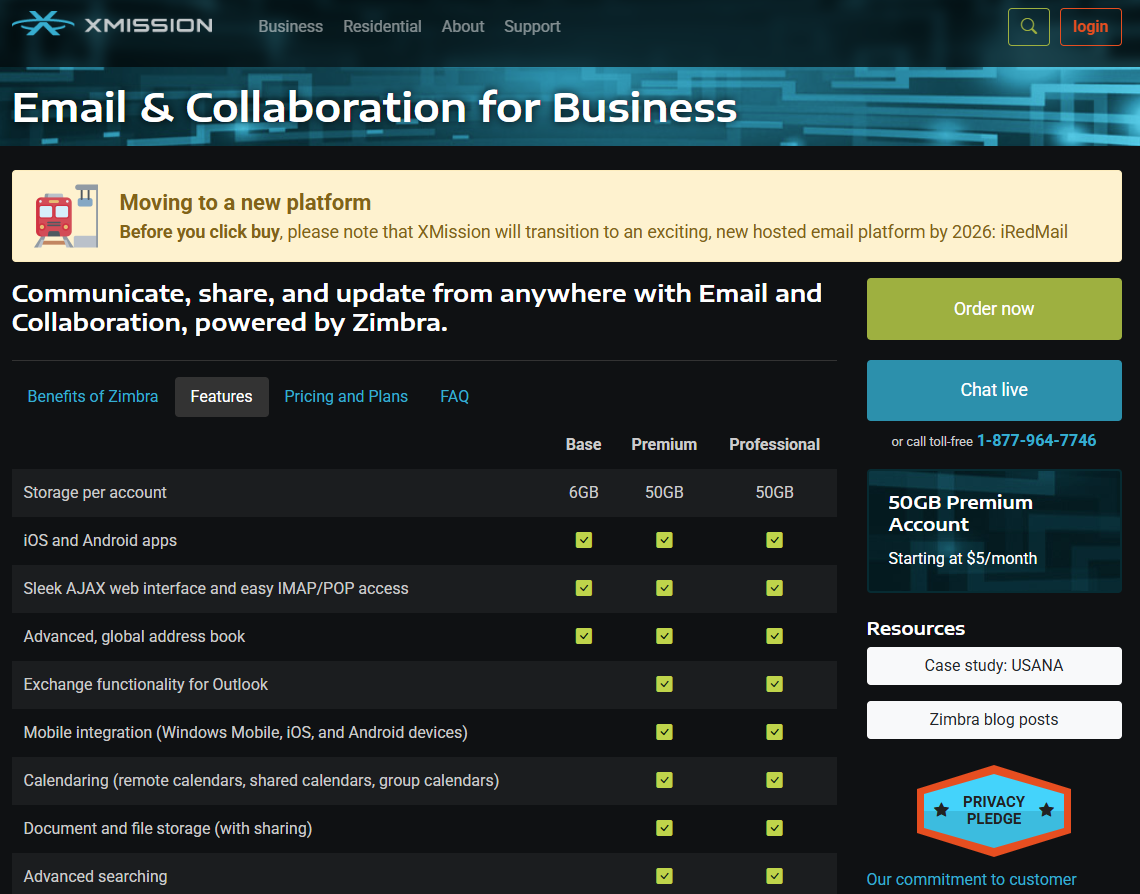 XMISSION
Business Residential About Support
login
Email & Collaboration for Business
Moving to a new platform
Before you click buy, please note that XMission will transition to an exciting, new hosted email platform by 2026: iRedMail
Communicate, share, and update from anywhere with Email and
Collaboration, powered by Zimbra.
Benefits of Zimbra Features Pricing and Plans FAQ
Base Premium Professional
Storage per account 6GB 50GB 50GB
iOS and Android apps
Sleek AJAX web interface and easy IMAP/POP access
Advanced, global address book
Exchange functionality for Outlook
Mobile integration (Windows Mobile, iOS, and Android devices)
Calendaring (remote calendars, shared calendars, group calendars)
Document and file storage (with sharing)
Advanced searching
Order now
Chat live
or call toll-free 1-877-964-7746
50GB Premium
Account
Starting at $5/month
Resources
Case study: USANA
Zimbra blog posts
PRIVACY
PLEDGE
Our commitment to customer